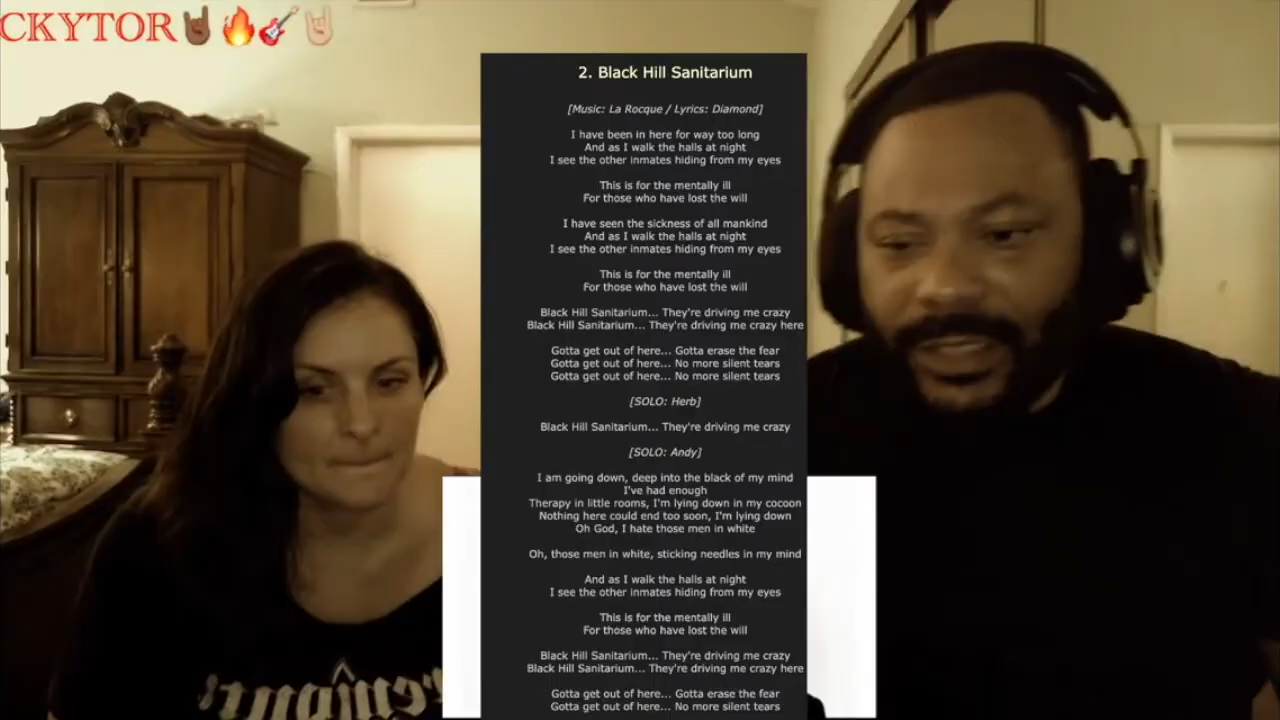 CKYTOR
2. Black Hill Sanitarium
[Music: La Rocque / Lyrics: Diamond]
I have been in here for way too long
And as I walk the halls at night
I see the other inmates hiding from my eyes
This is for the mentally ill
For those who have lost the will
I have seen the sickness of all mankind
And as I walk the halls at night
I see the other inmates hiding from my eyes
This is for the mentally ill
For those who have lost the will
Black Hill Sanitarium... They're driving me crazy
Black Hill Sanitarium... They're driving me crazy here
Gotta get out of here... Gotta erase the fear
Gotta get out of here... No more silent tears
Gotta get out of here... No more silent tears
[SOLO: Herb]
Black Hill Sanitarium... They're driving me crazy
[SOLO: Andy]
I am going down, deep into the black of my mind
I've had enough
Therapy in little rooms, I'm lying down in my cocoon
Nothing here could end too soon, I'm lying down
Oh God, I hate those men in white
Oh, those men in white, sticking needles in my mind
And as I walk the halls at night
I see the other inmates hiding from my eyes
This is for the mentally ill
For those who have lost the will
Black Hill Sanitarium... They're driving me crazy
Black Hill Sanitarium... They're driving me crazy here
Gotta get out of here... Gotta erase the fear
Gotta get out of here... No more silent tears